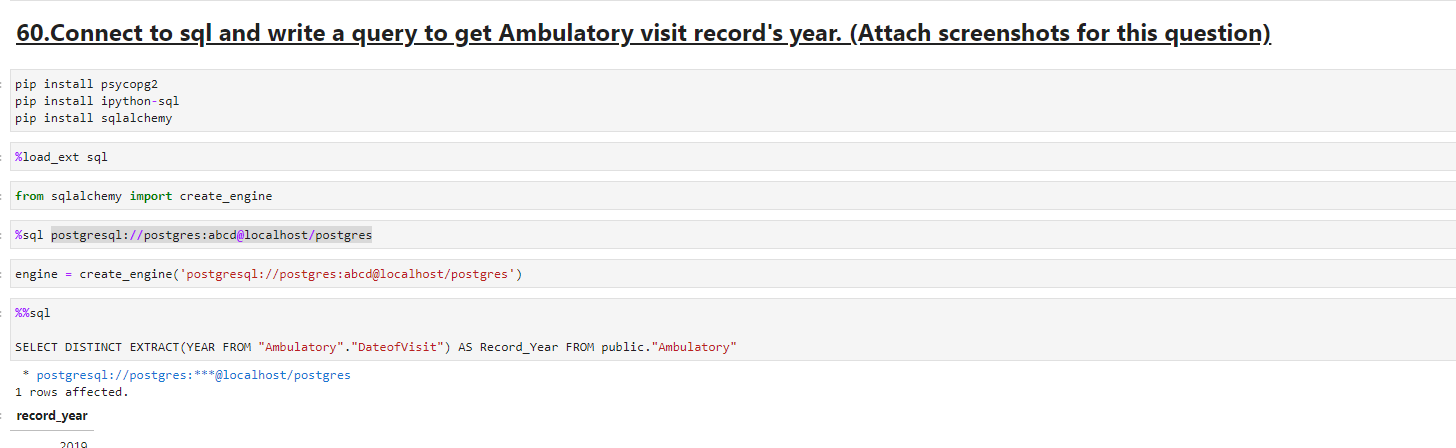 60.Connect to sql and write a query to get Ambulatory visit record's year. (Attach screenshots for this question)
pip install psycopg2
pip install ipython-sql
pip install sqlalchemy
%load_ext sql
from sqlalchemy import create_engine
%sql postgresql://postgres:abcd@localhost/postgres
engine = create_engine('postgresql://postgres:abcd@localhost/postgres')
%%sql
SELECT DISTINCT EXTRACT(YEAR FROM "Ambulatory"."DateofVisit") AS Record_Year FROM public."Ambulatory"
* postgresql://postgres:***@localhost/postgres
1 rows affected.
record_year
2019